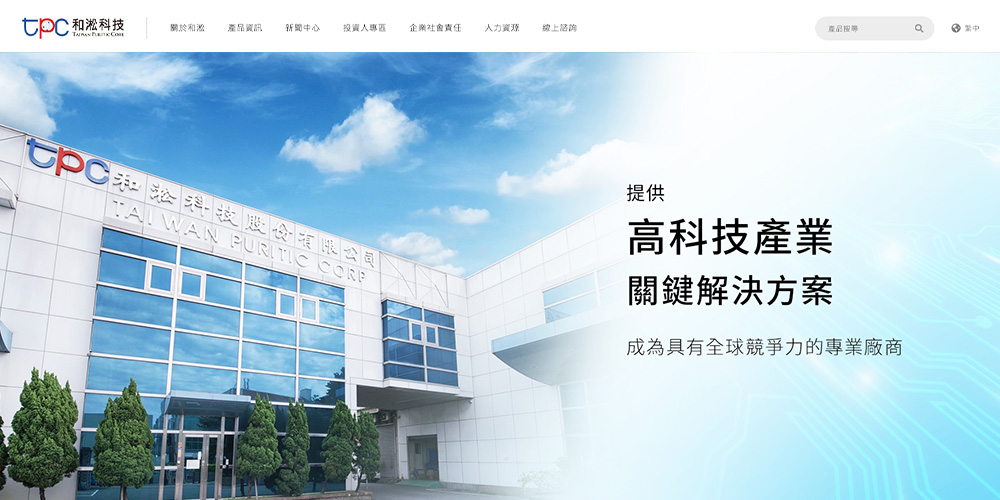 tpc 和淞科技
TAIWAN PURITIC CORP.
關於和淞
產品資訊
新聞中心
投資人專區
企業社會責任
人力資源
線上諮詢
產品搜尋
繁中
tpc 和淞科技股份有限公司
TAIWAN PURITIC CORP
提供
高科技產業
關鍵解決方案
成為具有全球競爭力的專業廠商